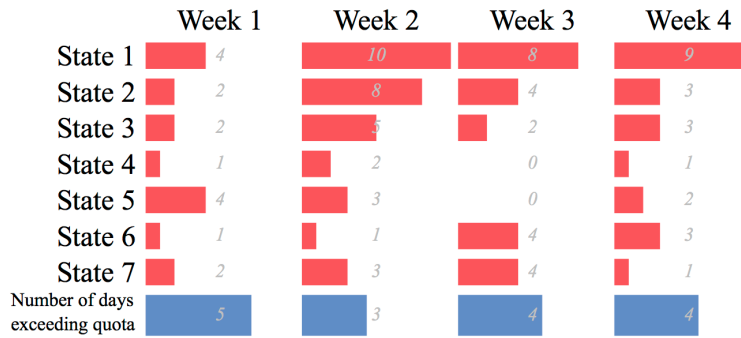 Week 1 Week 2 Week 3 Week 4
State 1 4 10 8 9
State 2 2 8 4 3
State 3 2 5 2 3
State 4 1 2 0 1
State 5 4 3 0 2
State 6 1 1 4 3
State 7 2 3 4 1
Number of days
exceeding quota 5 3 4 4